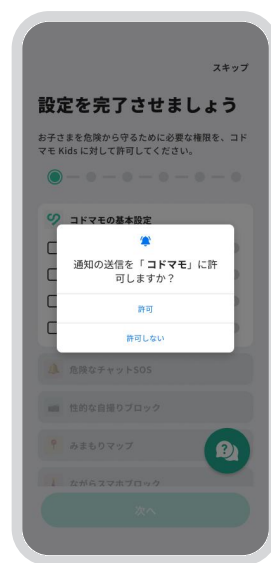 スキップ
設定を完了させましょう
お子さまを危険から守るために必要な権限を、コド
マモ Kids に対して許可してください。
コドマモの基本設定
通知の送信を「 コドマモ」に許
可しますか？
許可
許可しない
危険なチャットSOS
性的な自撮りブロック
みまもりマップ
ながらスマホブロック
次へ